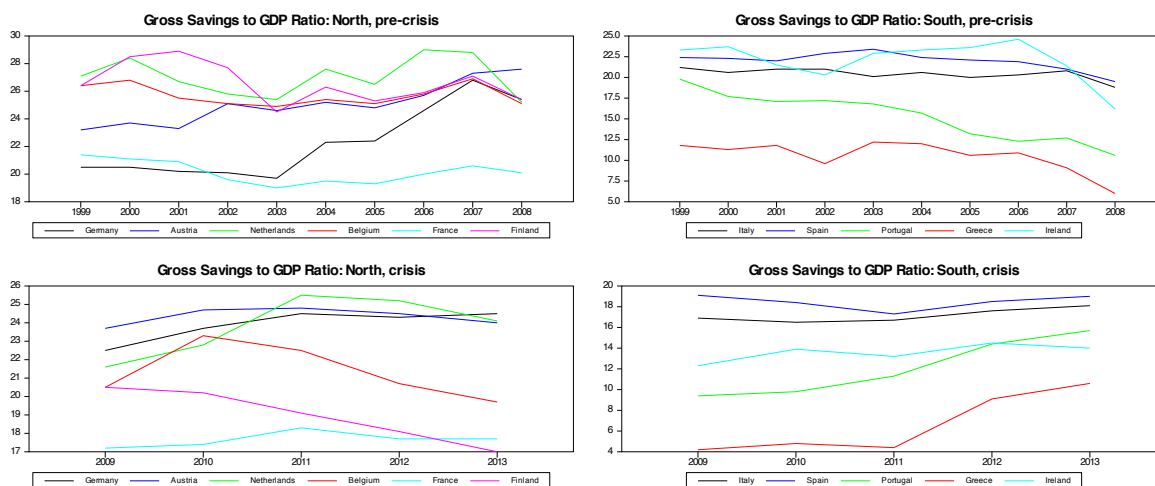 Gross Savings to GDP Ratio: North, pre-crisis
30
28
26
24
22
20
18
1999 2000 2001 2002 2003 2004 2005 2006 2007 2008
Germany Austria Netherlands Belgium France Finland
Gross Savings to GDP Ratio: South, pre-crisis
25.0
22.5
20.0
17.5
15.0
12.5
10.0
7.5
5.0
1999 2000 2001 2002 2003 2004 2005 2006 2007 2008
Italy Spain Portugal Greece Ireland
Gross Savings to GDP Ratio: North, crisis
26
25
24
23
22
21
20
19
18
17
2009 2010 2011 2012 2013
Germany Austria Netherlands Belgium France Finland
Gross Savings to GDP Ratio: South, crisis
20
18
16
14
12
10
8
6
4
2009 2010 2011 2012 2013
Italy Spain Portugal Greece Ireland